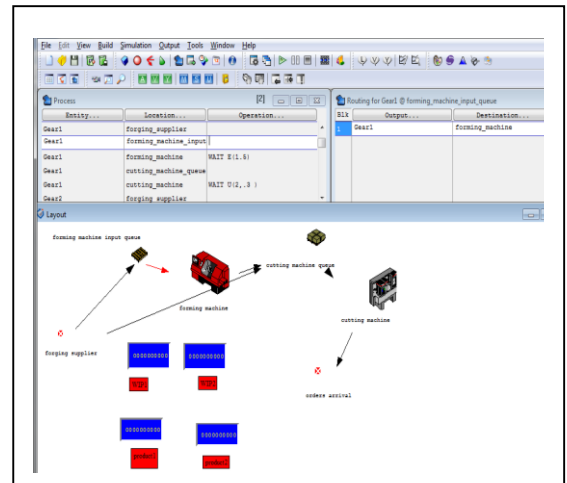 File Edit View Build Simulation Output Tools Window Help
Process
Entity... Location... Operation...
Gear1 forging_supplier
Gear1 forming_machine_input
Gear1 forming_machine WAIT E(1.5)
Gear1 cutting_machine_queue
Gear1 cutting_machine WAIT U(2,.3 )
Gear2 forging_supplier
Routing for Gear1 @ forming_machine_input_queue
Blk Output... Destination...
1 Gear1 forming_machine
Layout
forming machine input queue
cutting machine queue
forming machine
cutting machine
forging supplier
0000000000 0000000000
WIP1 WIP2
orders arrival
0000000000 0000000000